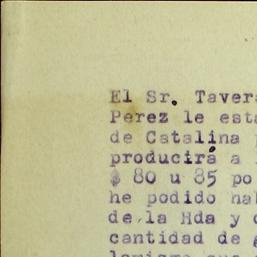 El Sr. Tavera
Perez le esta
de Catalina
producirá a
$ 80 u 85 po
he podido ha
de la Hda y
cantidad de